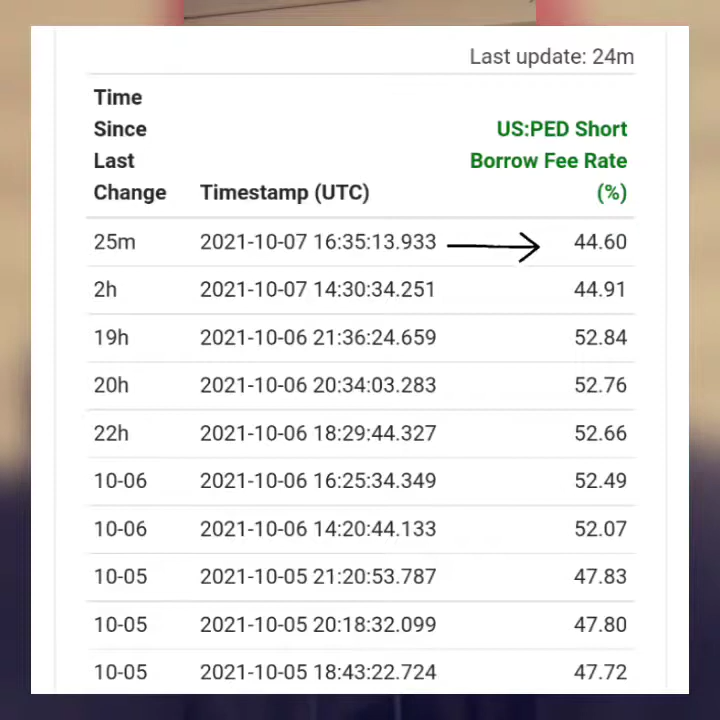 Last update: 24m
Time
Since
Last
Change
Timestamp (UTC)
US:PED Short
Borrow Fee Rate
(%)
25m 2021-10-07 16:35:13.933 44.60
2h 2021-10-07 14:30:34.251 44.91
19h 2021-10-06 21:36:24.659 52.84
20h 2021-10-06 20:34:03.283 52.76
22h 2021-10-06 18:29:44.327 52.66
10-06 2021-10-06 16:25:34.349 52.49
10-06 2021-10-06 14:20:44.133 52.07
10-05 2021-10-05 21:20:53.787 47.83
10-05 2021-10-05 20:18:32.099 47.80
10-05 2021-10-05 18:43:22.724 47.72